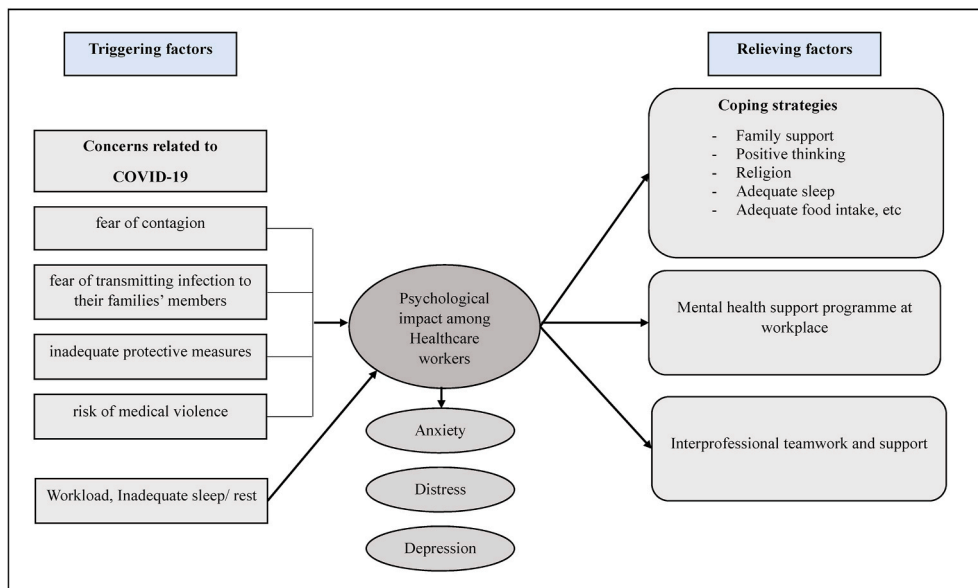 Triggering factors
Concerns related to
COVID-19
fear of contagion
fear of transmitting infection to
their families’ members
inadequate protective measures
risk of medical violence
Workload, Inadequate sleep/ rest
Psychological
impact among
Healthcare
workers
Anxiety
Distress
Depression
Relieving factors
Coping strategies
- Family support
- Positive thinking
- Religion
- Adequate sleep
- Adequate food intake, etc
Mental health support programme at
workplace
Interprofessional teamwork and support